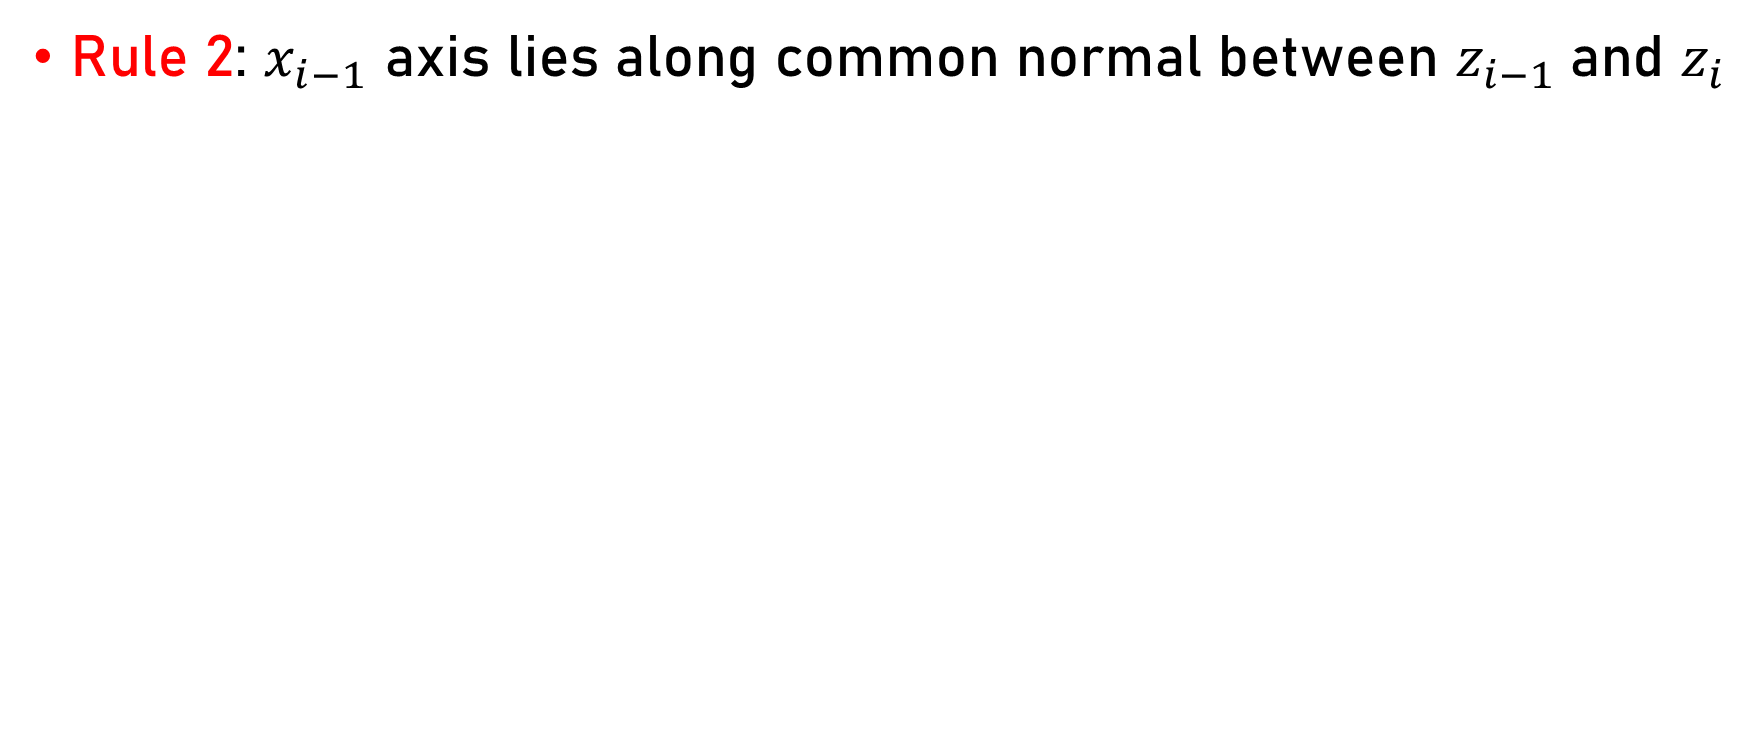 • Rule 2: $x_{i-1}$ axis lies along common normal between $z_{i-1}$ and $z_i$